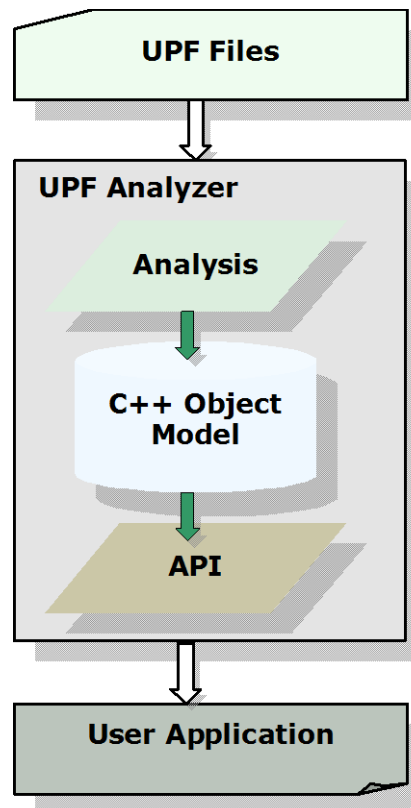 UPF Files
UPF Analyzer
Analysis
C++ Object
Model
API
User Application